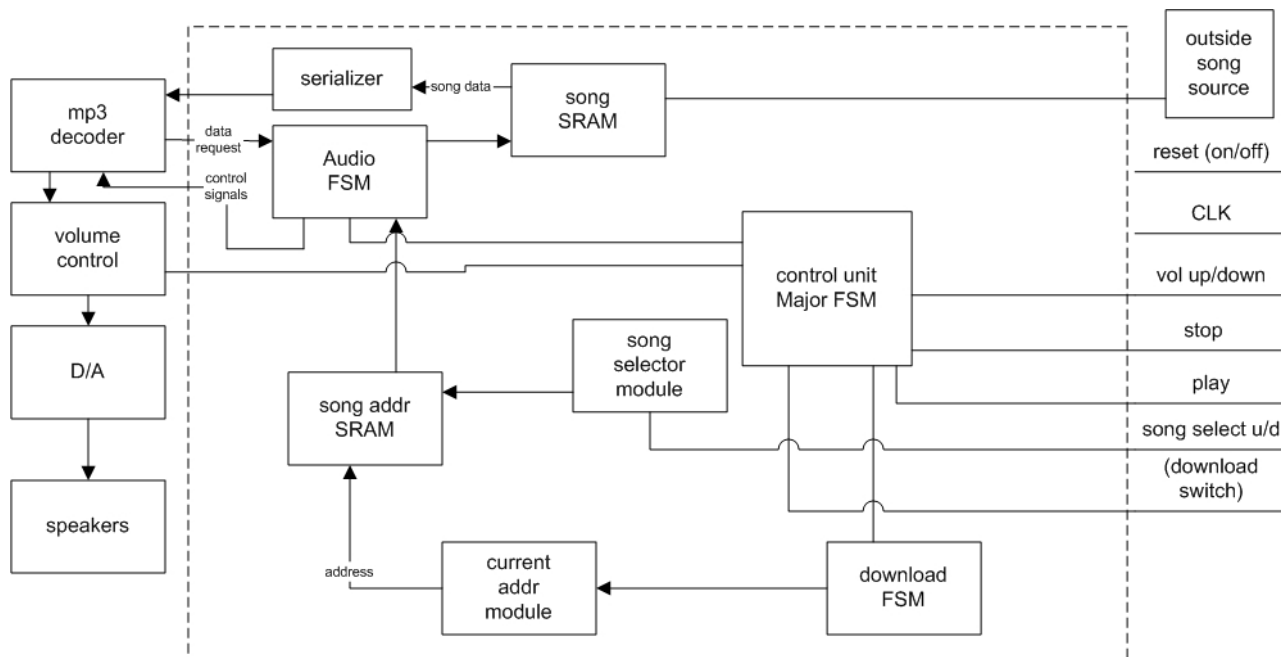 outside
song
source
serializer
song data
song
SRAM
mp3
decoder
data
request
Audio
FSM
control
signals
reset (on/off)
CLK
volume
control
control unit
Major FSM
vol up/down
stop
D/A
song
selector
module
play
song addr
SRAM
song select u/d
(download
switch)
speakers
address
current
addr
module
download
FSM